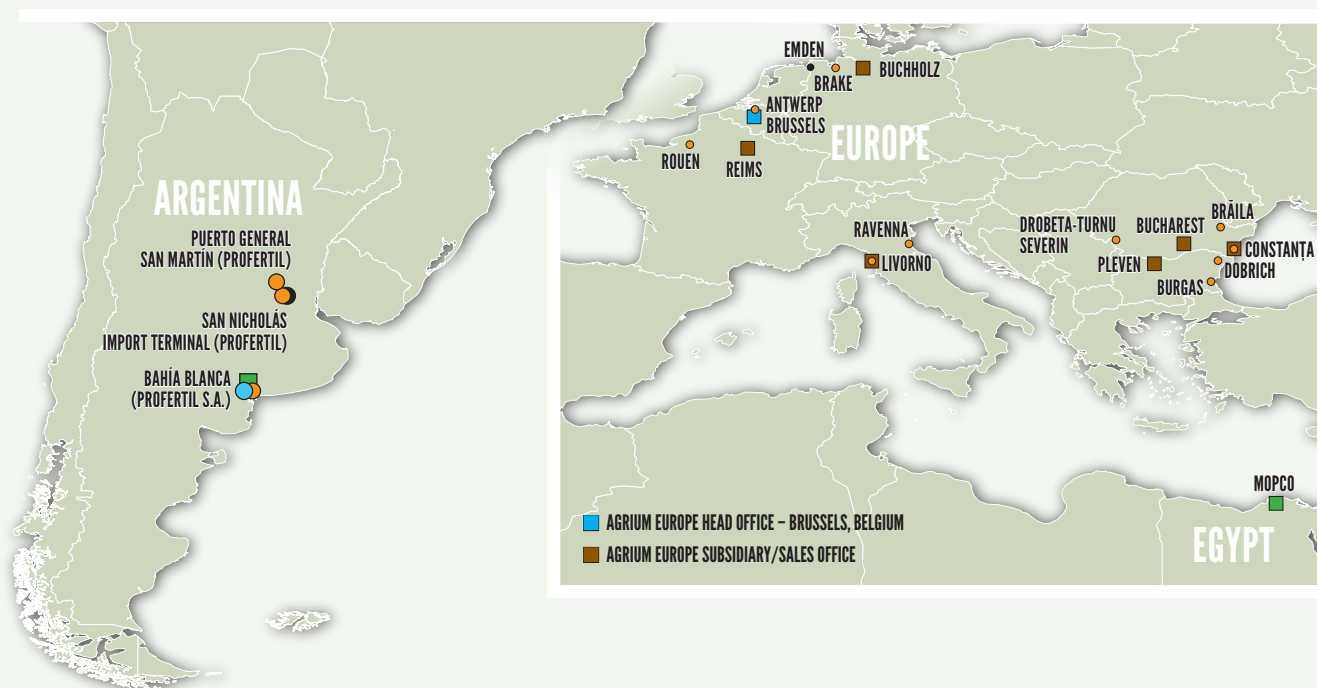 ARGENTINA
PUERTO GENERAL
SAN MARTÍN (PROFERTIL)
SAN NICHOLÁS
IMPORT TERMINAL (PROFERTIL)
BAHÍA BLANCA
(PROFERTIL S.A.)
EMDEN
BRAKE
BUCHHOLZ
ANTWERP
BRUSSELS
EUROPE
ROUEN
REIMS
RAVENNA
LIVORNO
DROBETA-TURNU
SEVERIN
BUCHAREST
BRĂILA
CONSTANȚA
PLEVEN
DOBRICH
BURGAS
MOPCO
EGYPT
AGRIUM EUROPE HEAD OFFICE – BRUSSELS, BELGIUM
AGRIUM EUROPE SUBSIDIARY/SALES OFFICE